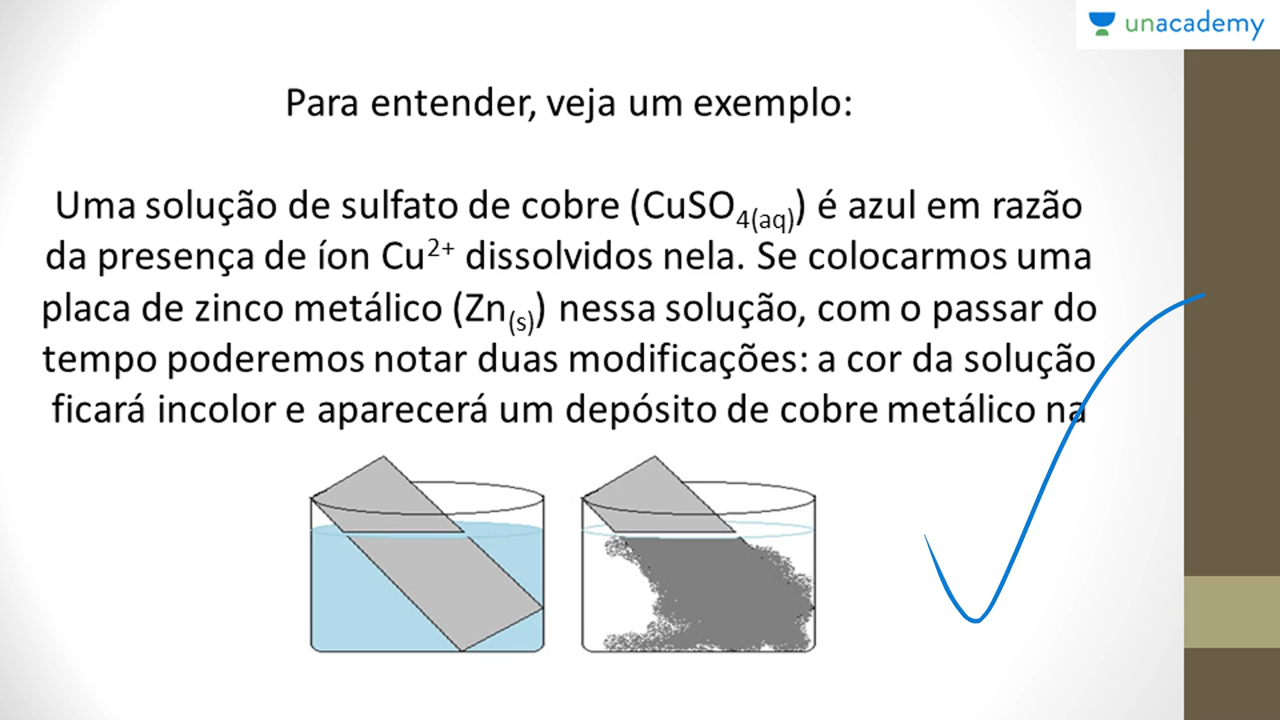 unacademy
Para entender, veja um exemplo:
Uma solução de sulfato de cobre (CuSO₄₍aq₎) é azul em razão
da presença de íon Cu²⁺ dissolvidos nela. Se colocarmos uma
placa de zinco metálico (Zn₍s₎) nessa solução, com o passar do
tempo poderemos notar duas modificações: a cor da solução
ficará incolor e aparecerá um depósito de cobre metálico na